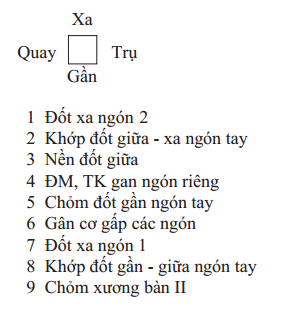 Xa
Quay Trụ
Gần
1 Đốt xa ngón 2
2 Khớp đốt giữa - xa ngón tay
3 Nền đốt giữa
4 ĐM, TK gan ngón riêng
5 Chỏm đốt gần ngón tay
6 Gân cơ gấp các ngón
7 Đốt xa ngón 1
8 Khớp đốt gần - giữa ngón tay
9 Chỏm xương bàn II